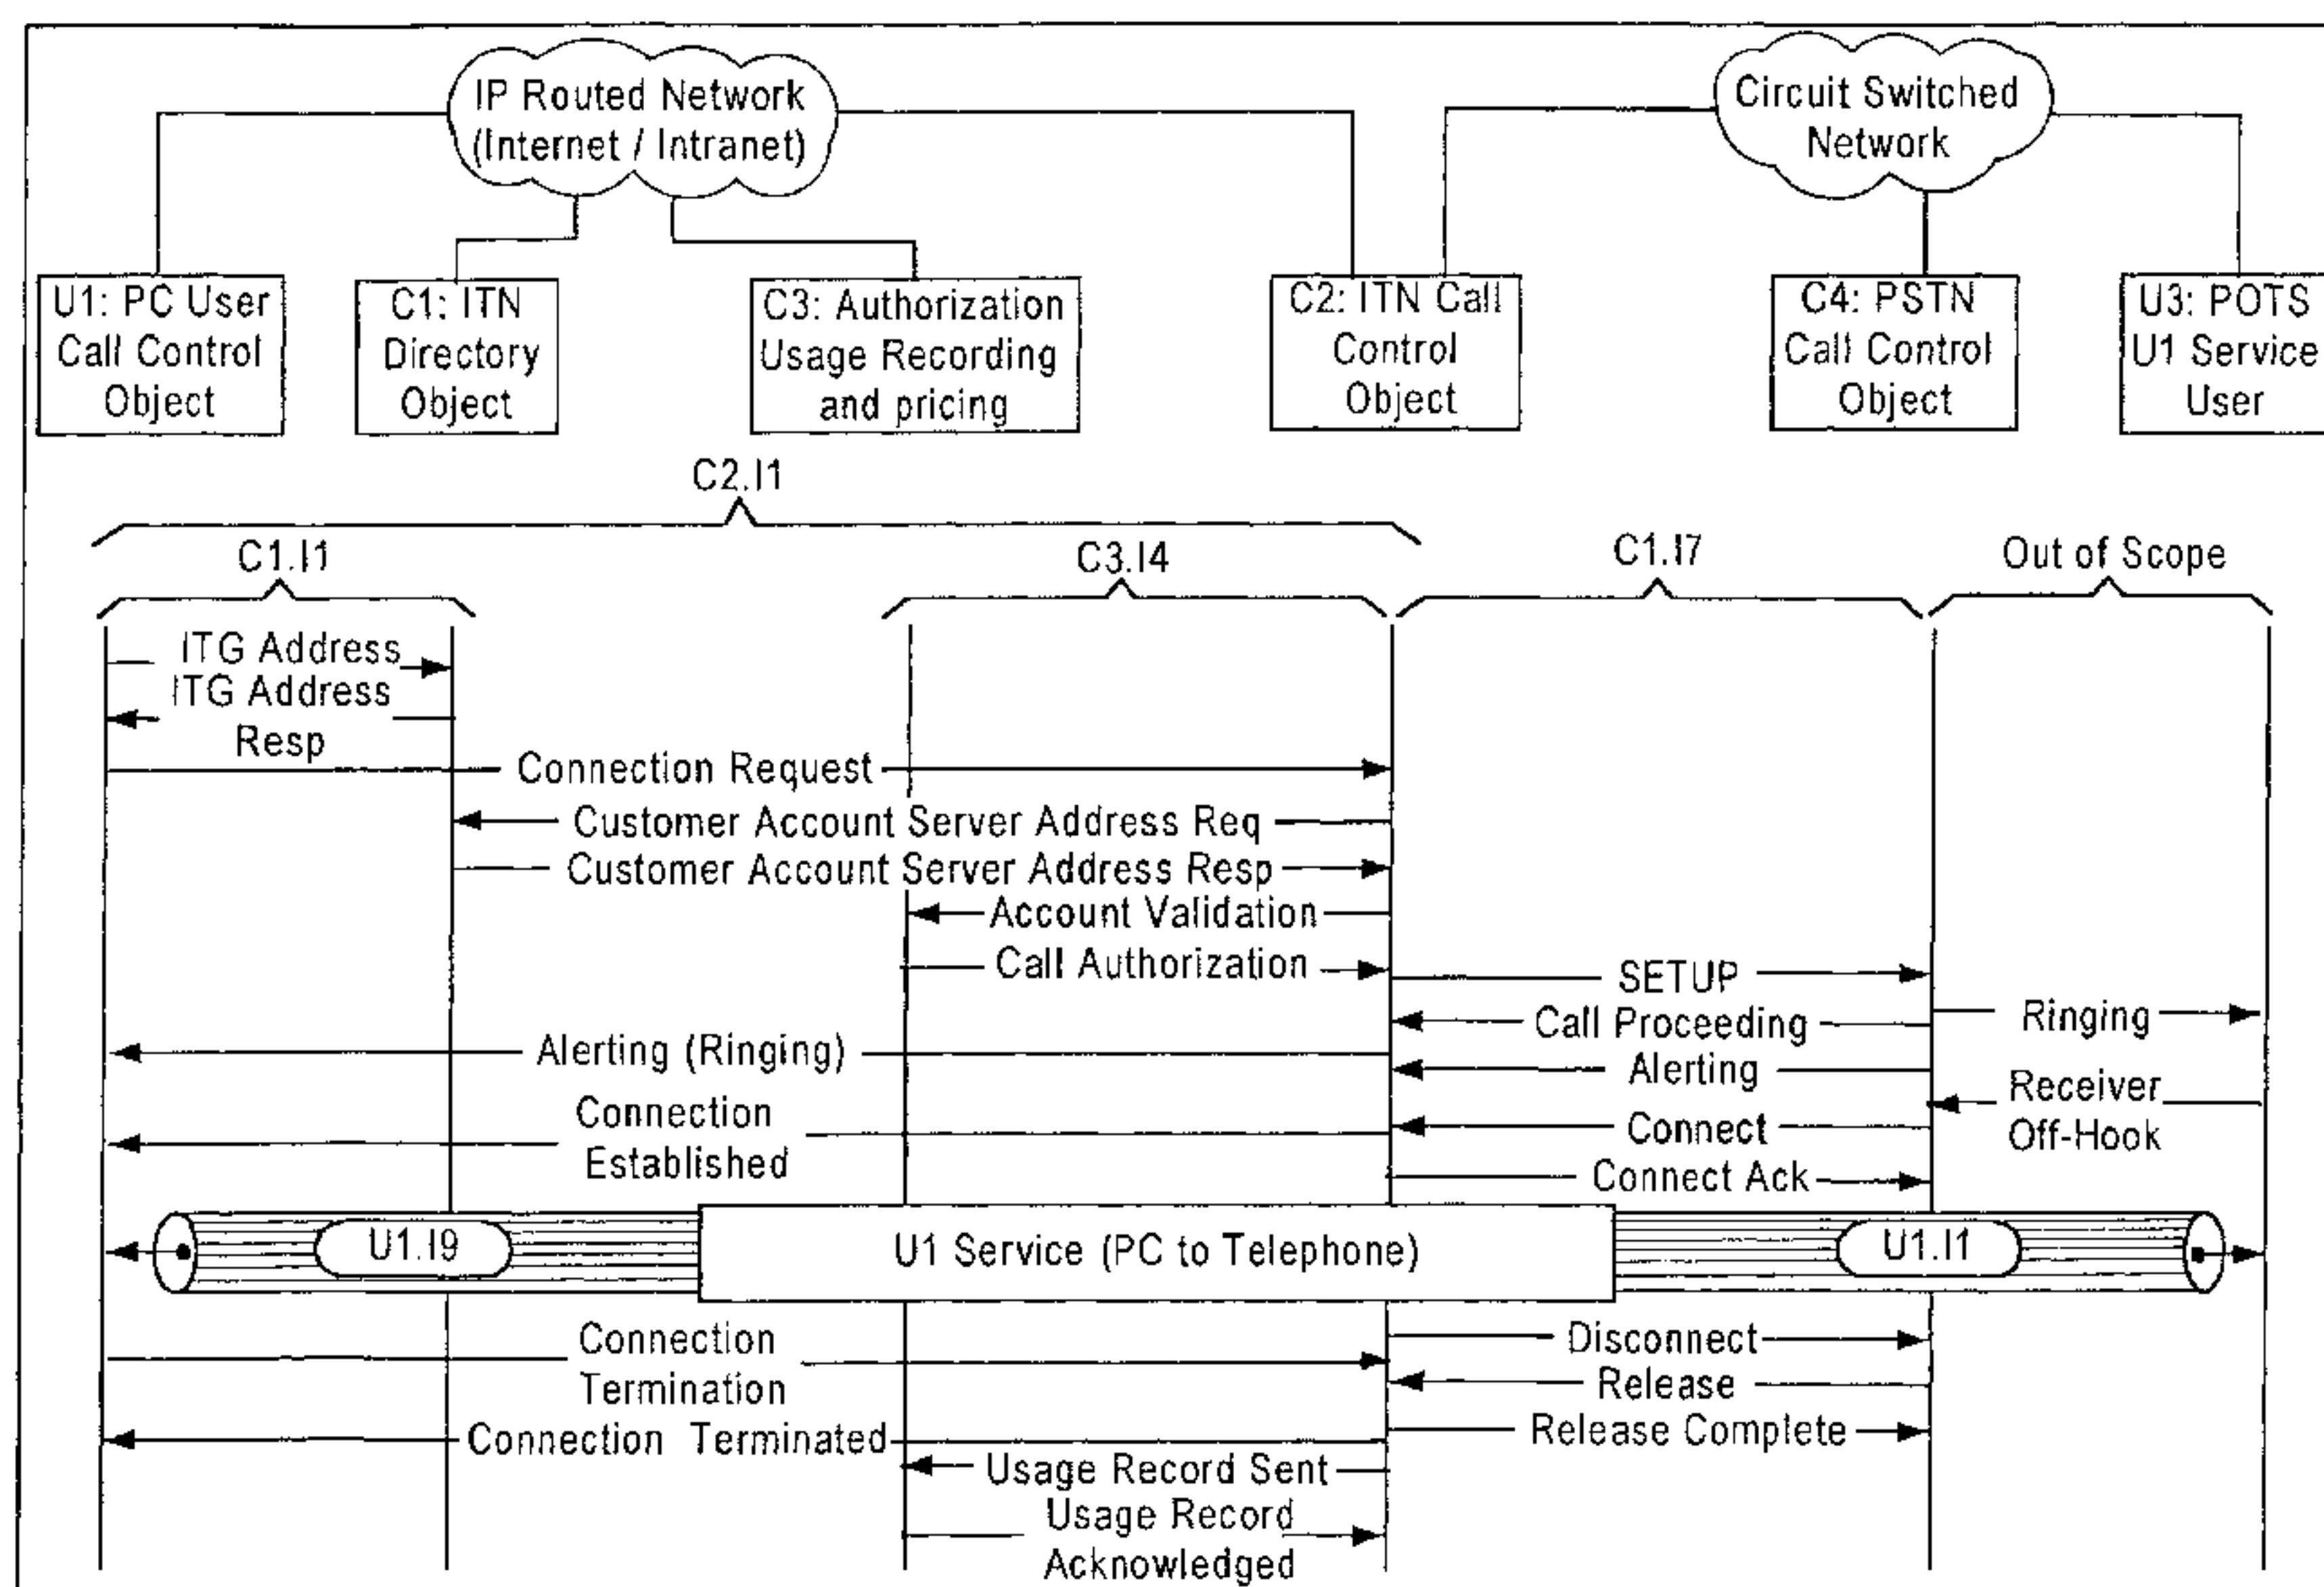 IP Routed Network
(Internet / Intranet)
Circuit Switched
Network
U1: PC User
Call Control
Object
C1: ITN
Directory
Object
C3: Authorization
Usage Recording
and pricing
C2: ITN Call
Control
Object
C4: PSTN
Call Control
Object
U3: POTS
U1 Service
User
C2.I1
C1.I1
C3.I4
C1.I7
Out of Scope
ITG Address
ITG Address
Resp
Connection Request
Customer Account Server Address Req
Customer Account Server Address Resp
Account Validation
Call Authorization
SETUP
Call Proceeding
Ringing
Alerting (Ringing)
Alerting
Receiver
Off-Hook
Connection
Established
Connect
Connect Ack
U1.I9
U1 Service (PC to Telephone)
U1.I1
Connection
Termination
Disconnect
Release
Connection Terminated
Release Complete
Usage Record Sent
Usage Record
Acknowledged